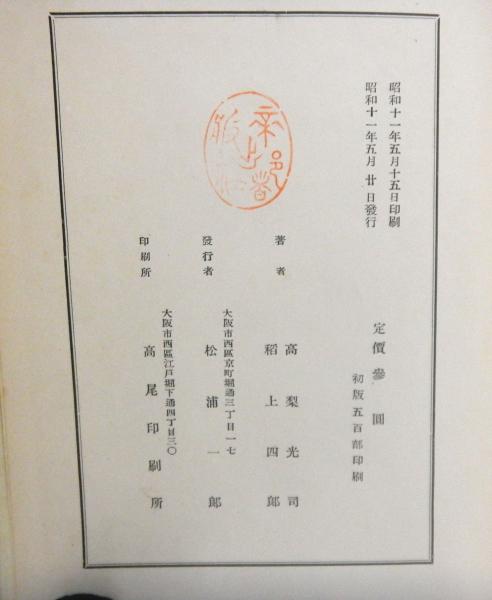 昭和十一年五月十五日印刷
昭和十一年五月廿日發行
定價參圓
初版五百部印刷
著者
高梨光司
稻上四郎
發行者
大阪市西區京町堀通三丁目一七
松浦一郎
印刷所
大阪市西區江戸堀下通四丁目三〇
高尾印刷所